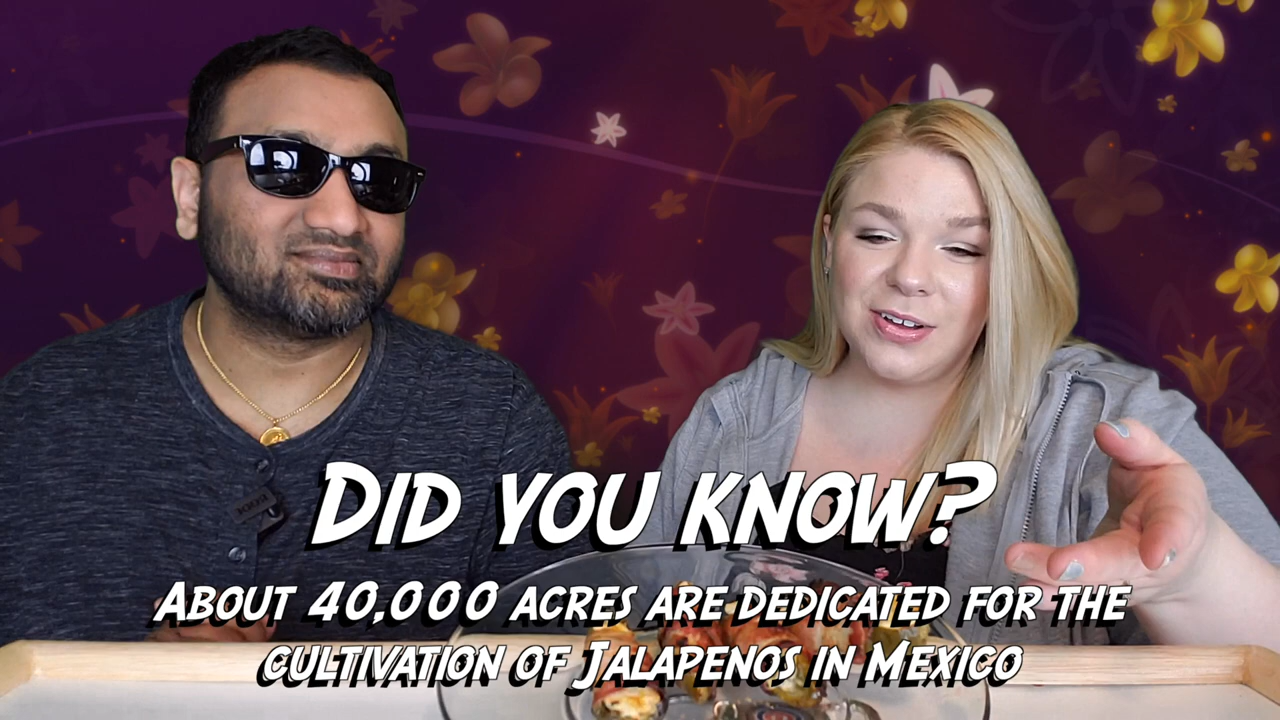 Did you know?
About 40,000 acres are dedicated for the
cultivation of Jalapenos in Mexico